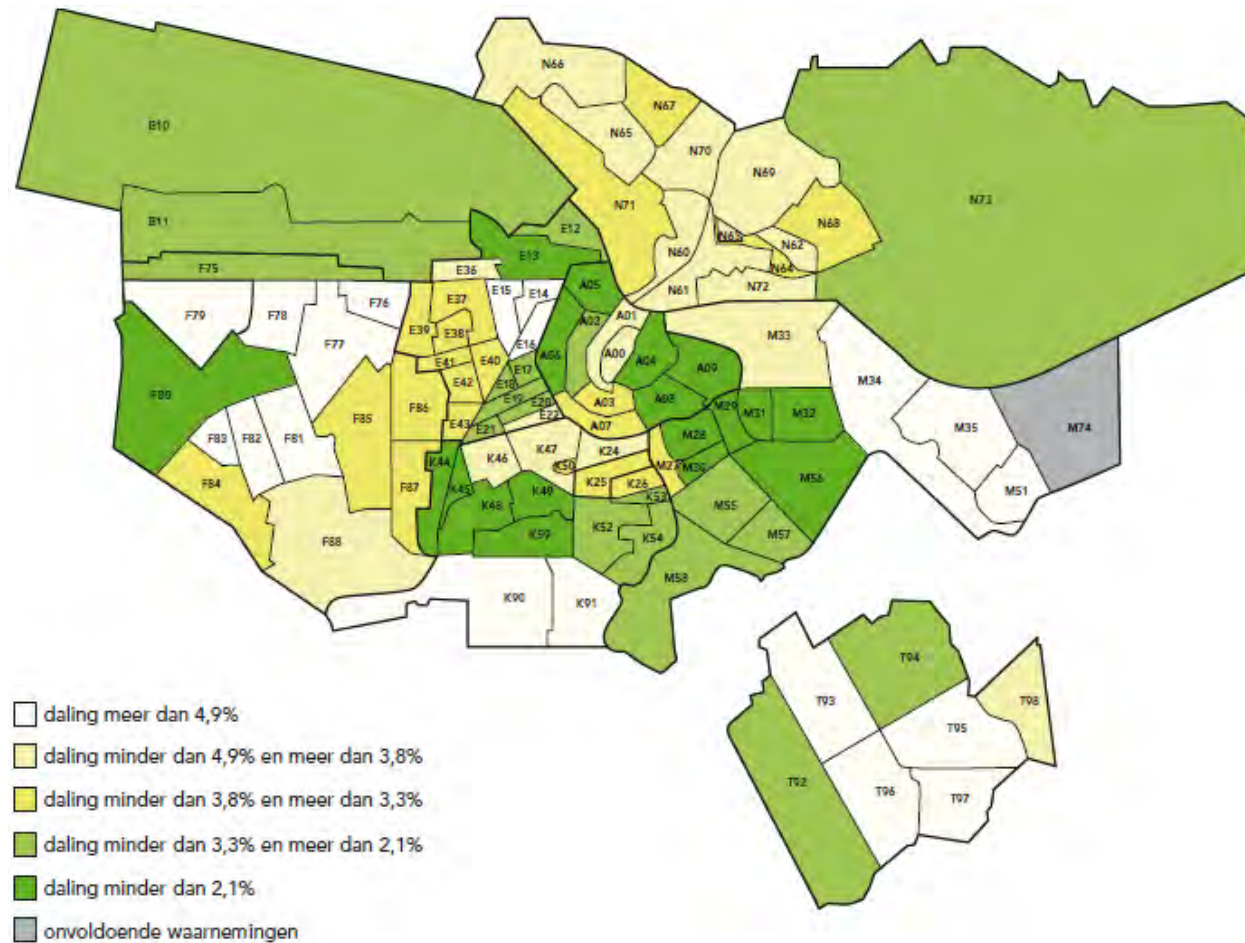 N66
N67
B10
N65
N70
N69
N73
N71
N68
B11
E12
N63
N62
E13
N60
N64
F75
E36
A05
N61
N72
F79
F78
F76
E37
E15
E14
A01
A02
M33
E39
E38
F77
E16
A00
A06
A04
A09
E41
E40
M34
E17
F80
E42
E18
A03
A08
M29
M31
M32
F85
F86
E19
E20
M35
M74
E43
E22
A07
F83
F82
F81
E21
M28
K44
K46
K47
K24
K50
M27
M30
F84
F87
K45
K25
K26
M56
M51
K48
K49
K53
M55
F88
K59
K52
K54
M57
M58
K90
K91
T94
T93
T98
T95
T92
T96
T97
daling meer dan 4,9%
daling minder dan 4,9% en meer dan 3,8%
daling minder dan 3,8% en meer dan 3,3%
daling minder dan 3,3% en meer dan 2,1%
daling minder dan 2,1%
onvoldoende waarnemingen